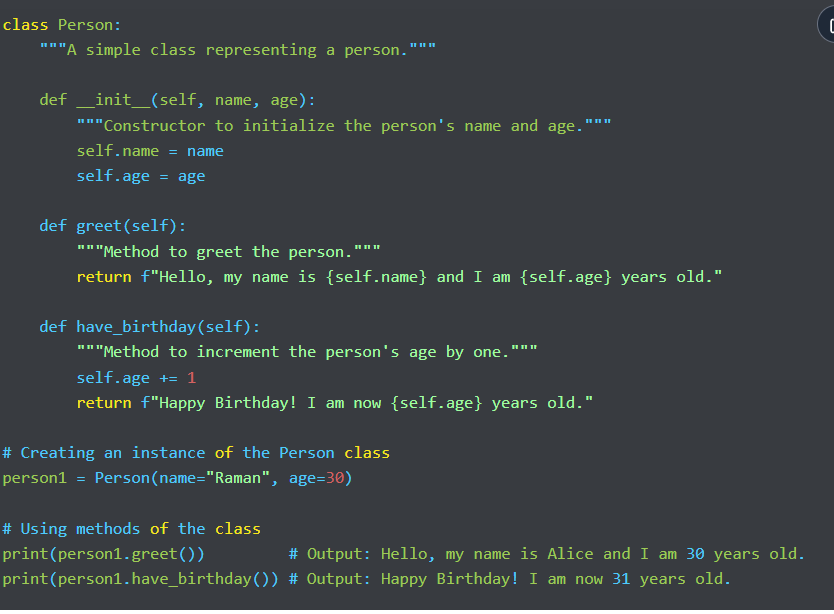 class Person:
    """A simple class representing a person."""

    def __init__(self, name, age):
        """Constructor to initialize the person's name and age."""
        self.name = name
        self.age = age

    def greet(self):
        """Method to greet the person."""
        return f"Hello, my name is {self.name} and I am {self.age} years old."

    def have_birthday(self):
        """Method to increment the person's age by one."""
        self.age += 1
        return f"Happy Birthday! I am now {self.age} years old."

# Creating an instance of the Person class
person1 = Person(name="Raman", age=30)

# Using methods of the class
print(person1.greet())         # Output: Hello, my name is Alice and I am 30 years old.
print(person1.have_birthday()) # Output: Happy Birthday! I am now 31 years old.